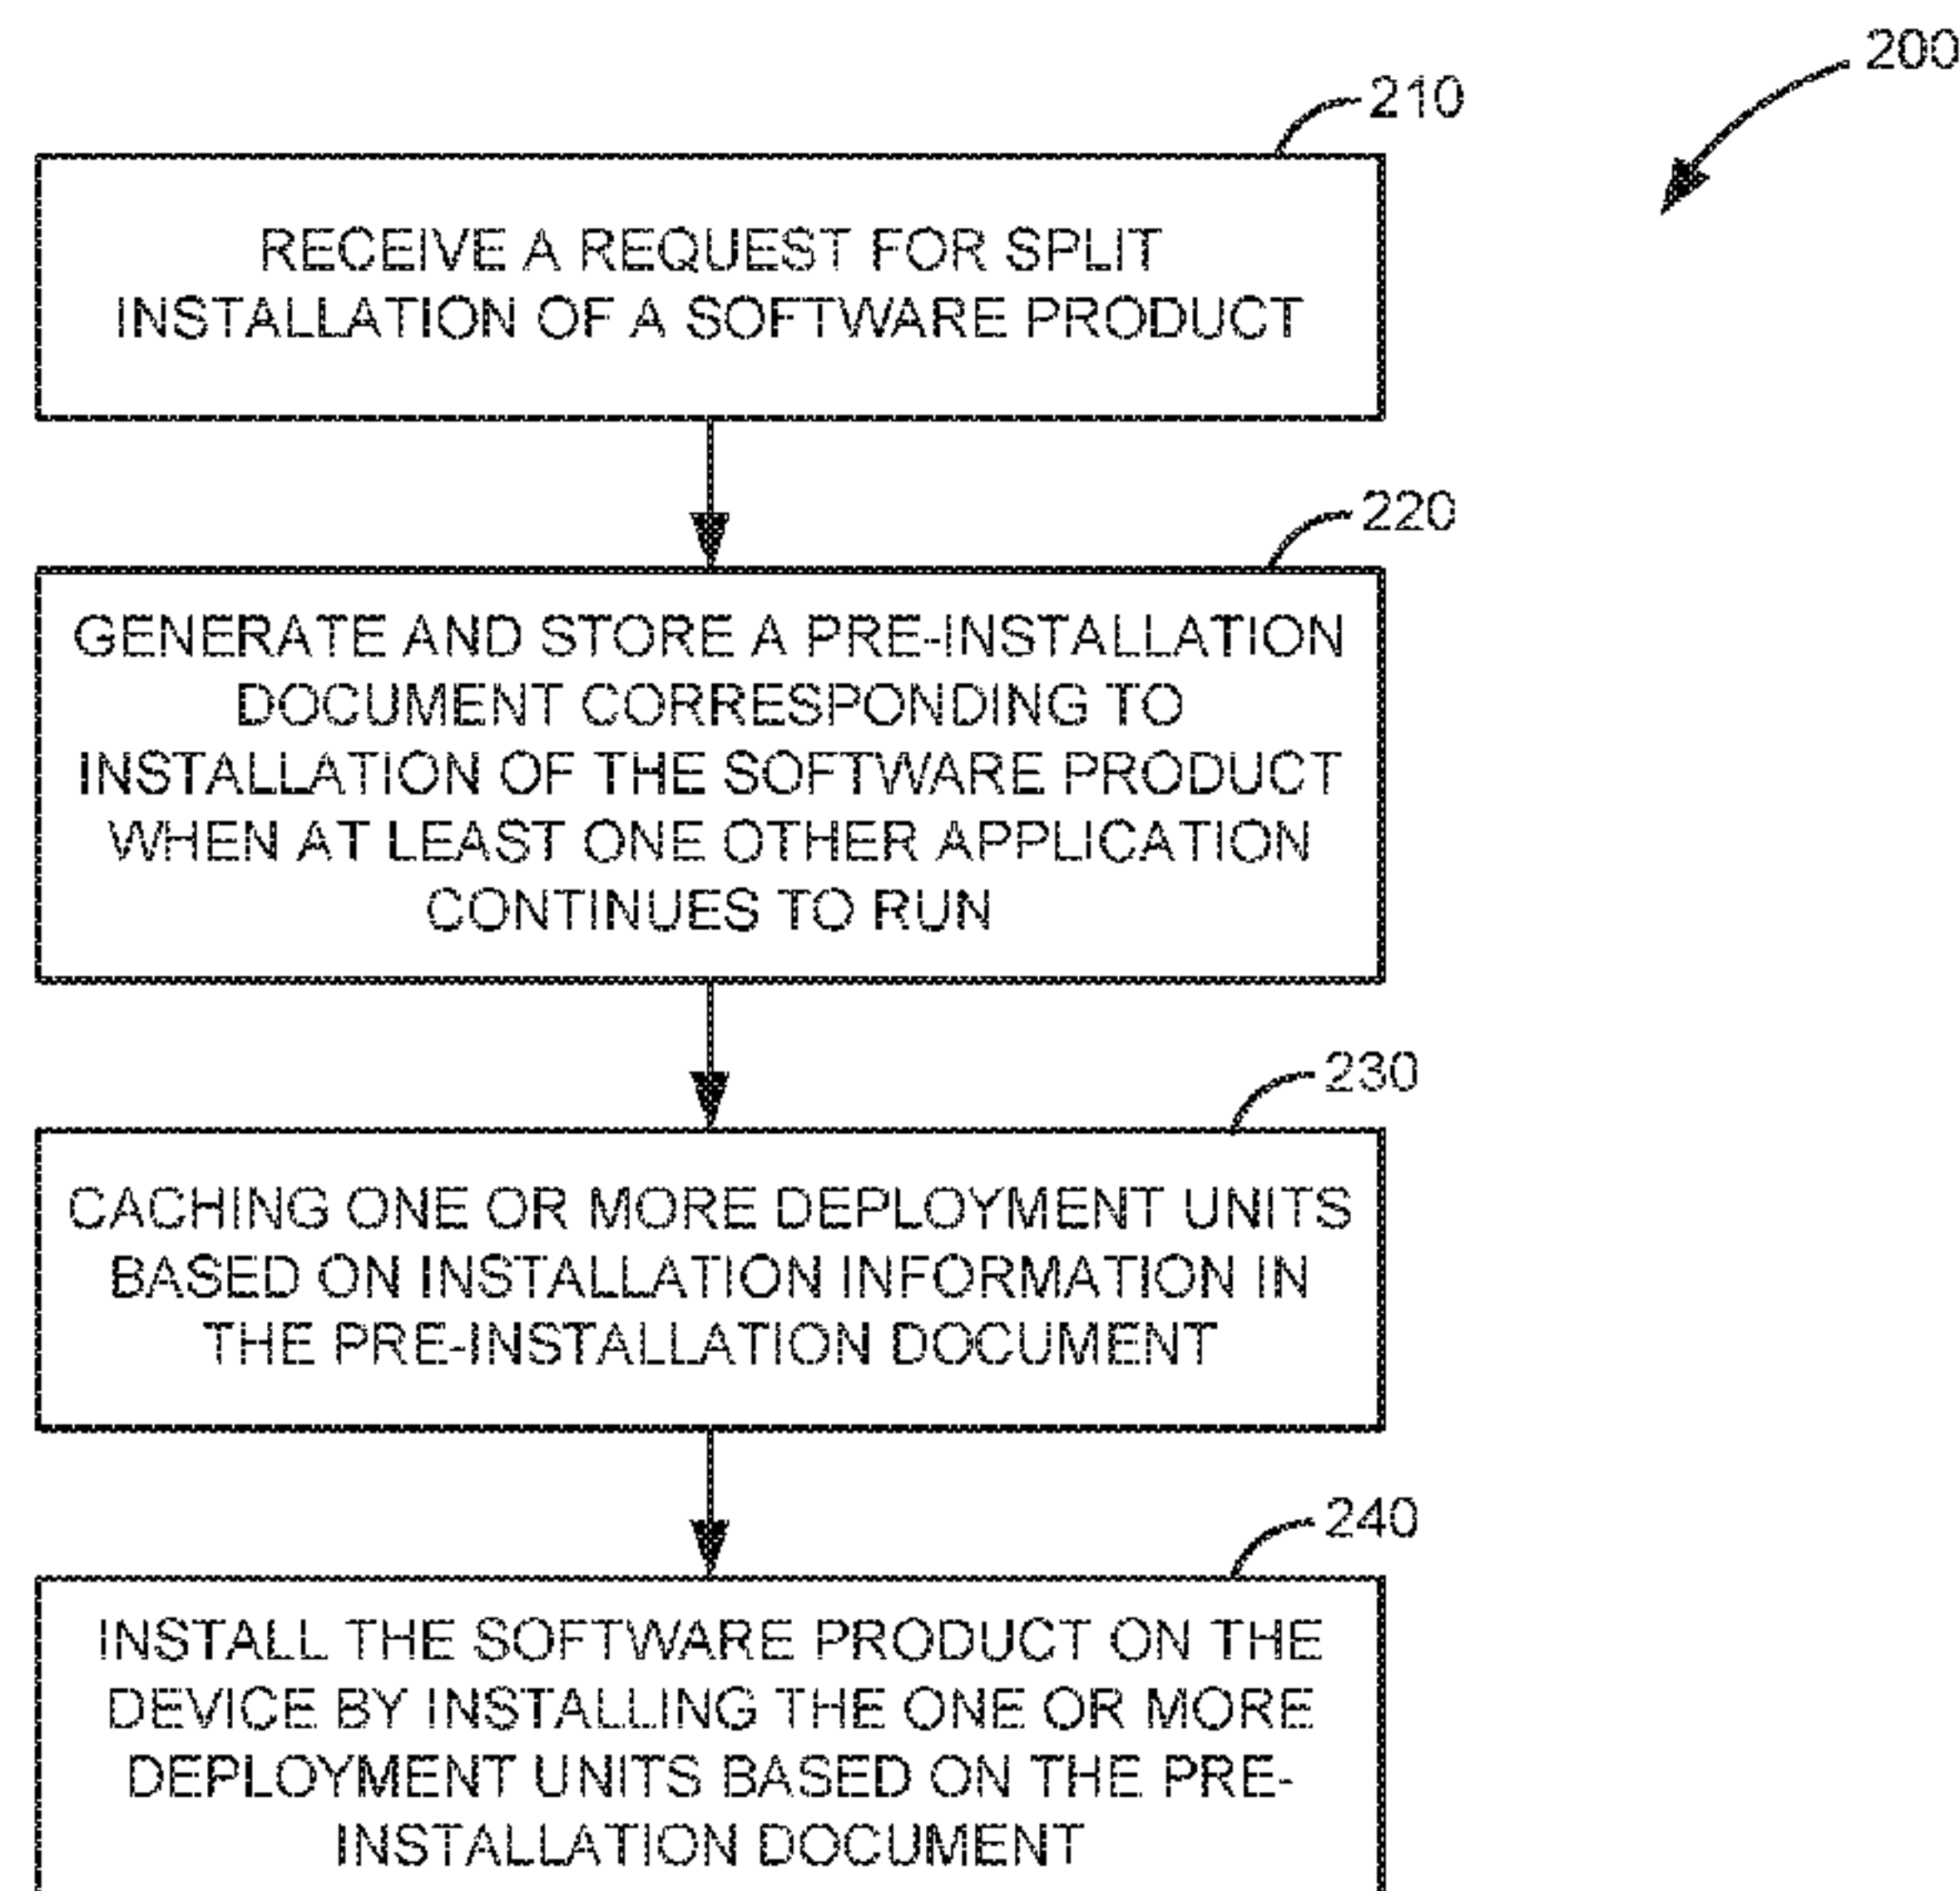 200
210
RECEIVE A REQUEST FOR SPLIT
INSTALLATION OF A SOFTWARE PRODUCT
220
GENERATE AND STORE A PRE-INSTALLATION
DOCUMENT CORRESPONDING TO
INSTALLATION OF THE SOFTWARE PRODUCT
WHEN AT LEAST ONE OTHER APPLICATION
CONTINUES TO RUN
230
CACHING ONE OR MORE DEPLOYMENT UNITS
BASED ON INSTALLATION INFORMATION IN
THE PRE-INSTALLATION DOCUMENT
240
INSTALL THE SOFTWARE PRODUCT ON THE
DEVICE BY INSTALLING THE ONE OR MORE
DEPLOYMENT UNITS BASED ON THE PRE-
INSTALLATION DOCUMENT